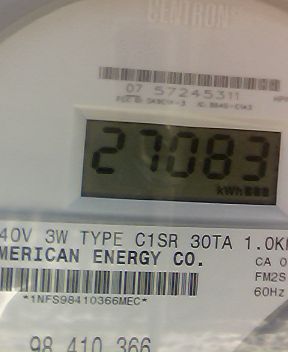 CENTRON
07 57245311
27083
kWh
40V 3W TYPE C1SR 30TA 1.0K
MERICAN ENERGY CO.
CA 0
FM2S
60Hz
*1NFS98410366MEC*
98 410 366